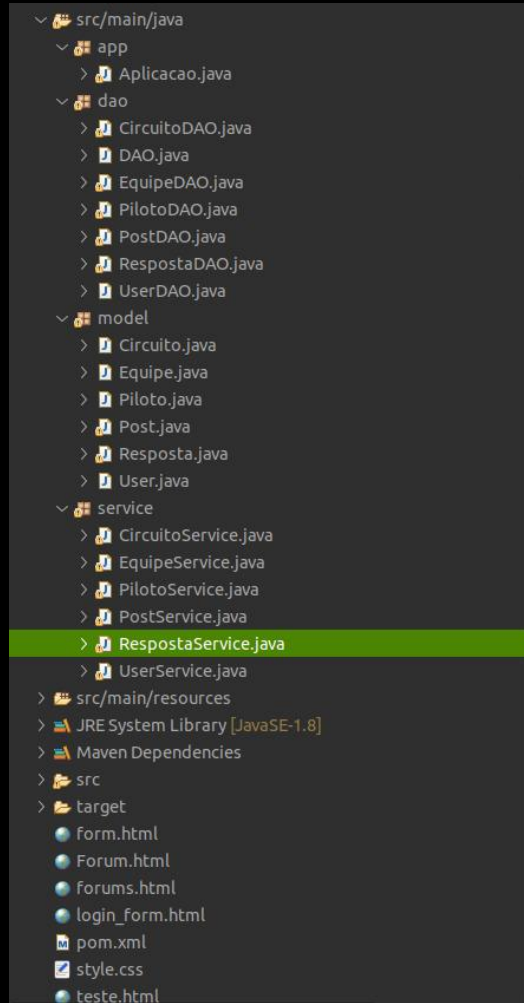 src/main/java
app
Aplicacao.java
dao
CircuitoDAO.java
DAO.java
EquipeDAO.java
PilotoDAO.java
PostDAO.java
RespostaDAO.java
UserDAO.java
model
Circuito.java
Equipe.java
Piloto.java
Post.java
Resposta.java
User.java
service
CircuitoService.java
EquipeService.java
PilotoService.java
PostService.java
RespostaService.java
UserService.java
src/main/resources
JRE System Library [JavaSE-1.8]
Maven Dependencies
src
target
form.html
Forum.html
forums.html
login_form.html
pom.xml
style.css
teste.html